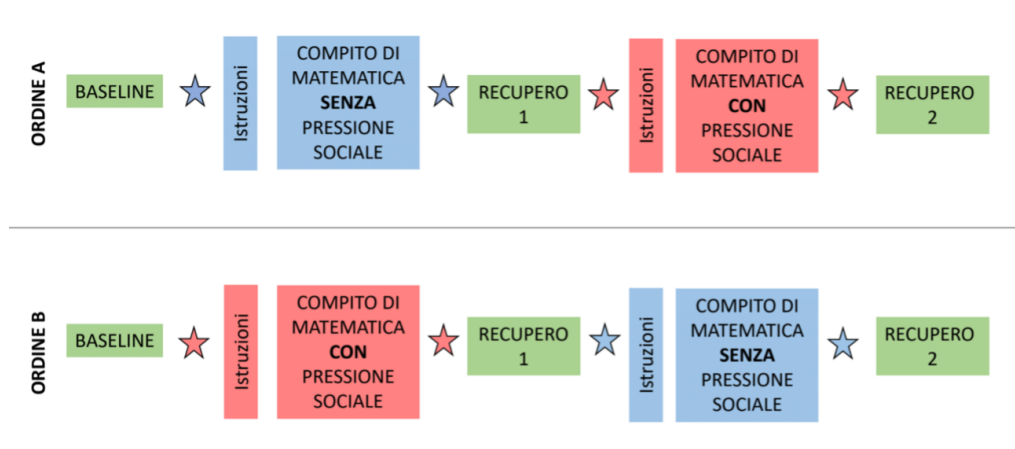 ORDINE A
BASELINE
Istruzioni
COMPITO DI
MATEMATICA
SENZA
PRESSIONE
SOCIALE
RECUPERO
1
Istruzioni
COMPITO DI
MATEMATICA
CON
PRESSIONE
SOCIALE
RECUPERO
2
ORDINE B
BASELINE
Istruzioni
COMPITO DI
MATEMATICA
CON
PRESSIONE
SOCIALE
RECUPERO
1
Istruzioni
COMPITO DI
MATEMATICA
SENZA
PRESSIONE
SOCIALE
RECUPERO
2